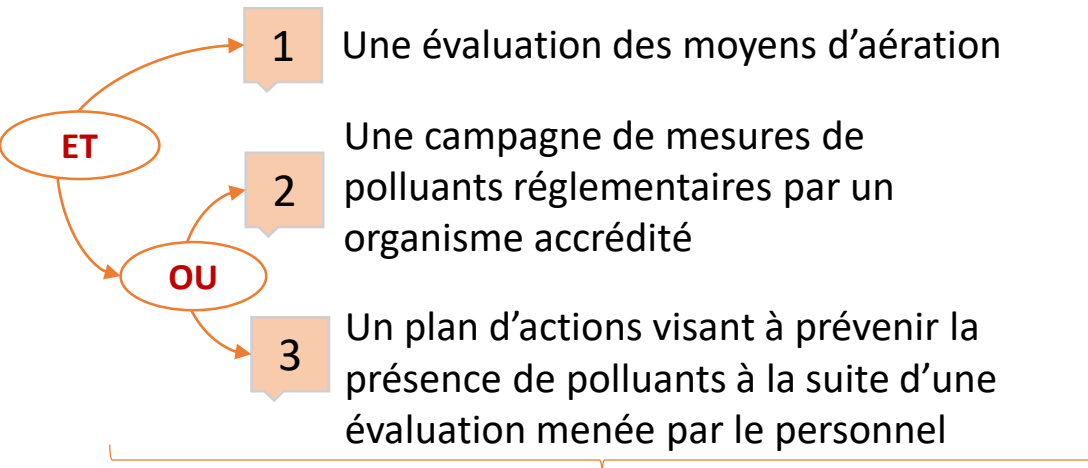 1 Une évaluation des moyens d’aération
ET
2 Une campagne de mesures de
polluants réglementaires par un
organisme accrédité
OU
3 Un plan d’actions visant à prévenir la
présence de polluants à la suite d’une
évaluation menée par le personnel